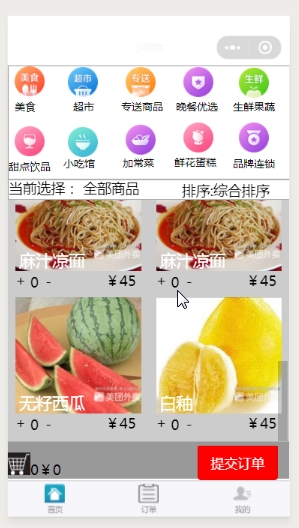 美食 超市 专送 生鲜
美食 超市 专送商品 晚餐优选 生鲜果蔬
甜点饮品 小吃馆 加常菜 鲜花蛋糕 品牌连锁
当前选择： 全部商品 排序:综合排序
麻汁凉面 美团外卖 麻汁凉面 美团外卖
+ 0 - ￥45 + 0 - ￥45
无籽西瓜 美团外卖 白秞 美团外卖
+ 0 - ￥45 + 0 - ￥45
0￥0 提交订单
首页 订单 我的